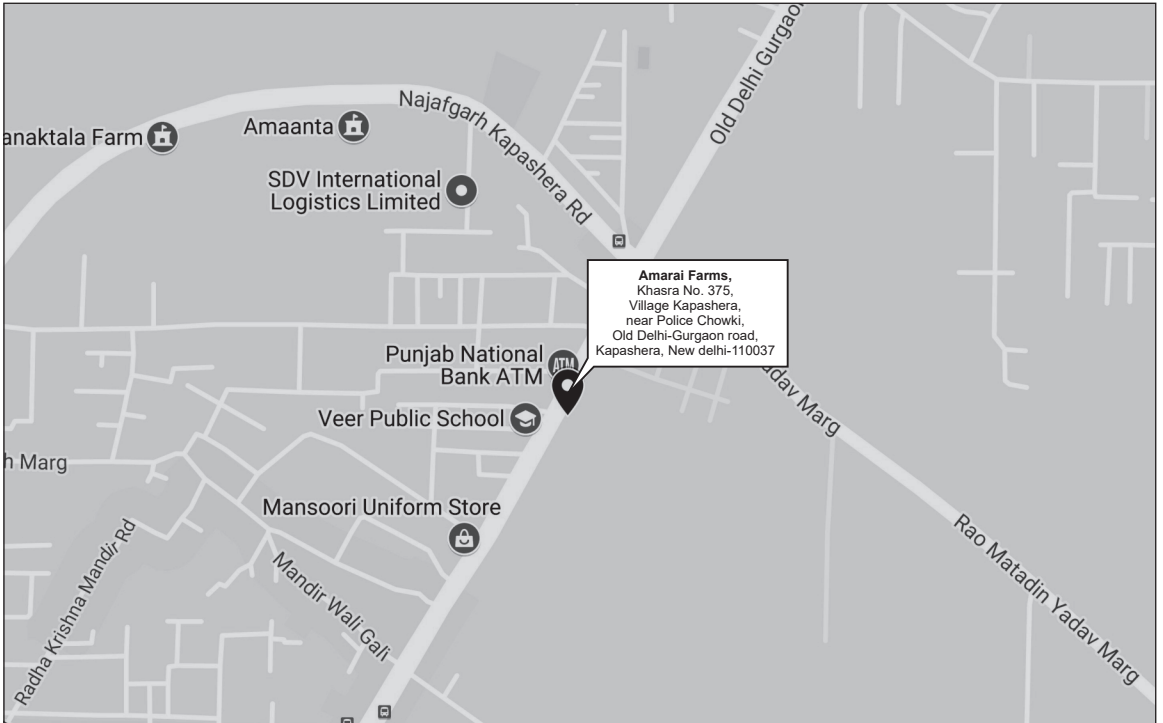 Old Delhi Gurgaon
Najafgarh Kapashera Rd
anaktala Farm
Amaanta
SDV International
Logistics Limited
Amarai Farms,
Khasra No. 375,
Village Kapashera,
near Police Chowki,
Old Delhi-Gurgaon road,
Kapashera, New delhi-110037
Punjab National
Bank ATM
ATM
Veer Public School
adav Marg
h Marg
Mansoori Uniform Store
Radha Krishna Mandir Rd
Mandir Wali Gali
Rao Matadin Yadav Marg